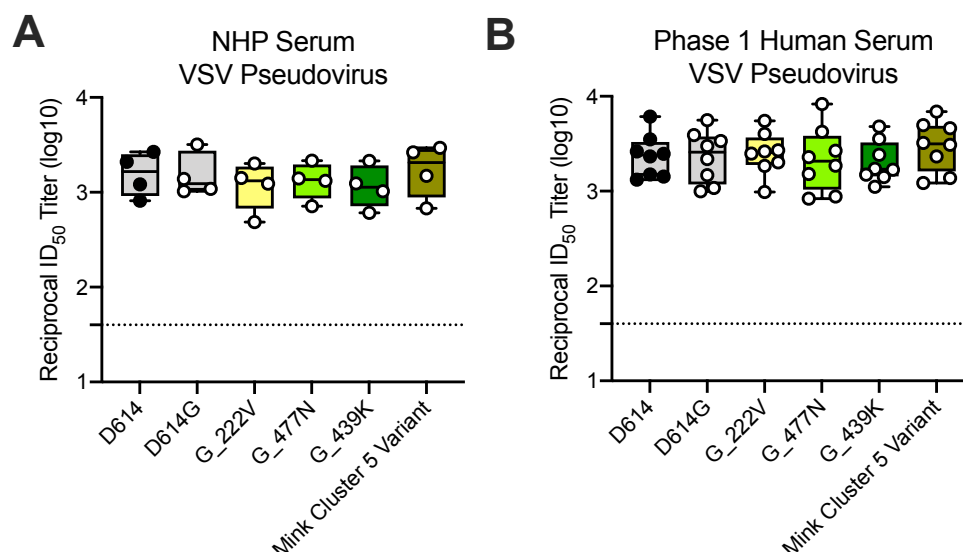 A
NHP Serum
VSV Pseudovirus
Reciprocal ID50 Titer (log10)
4
3
2
1
D614
D614G
G_222V
G_477N
G_439K
Mink Cluster 5 Variant
B
Phase 1 Human Serum
VSV Pseudovirus
Reciprocal ID50 Titer (log10)
4
3
2
1
D614
D614G
G_222V
G_477N
G_439K
Mink Cluster 5 Variant